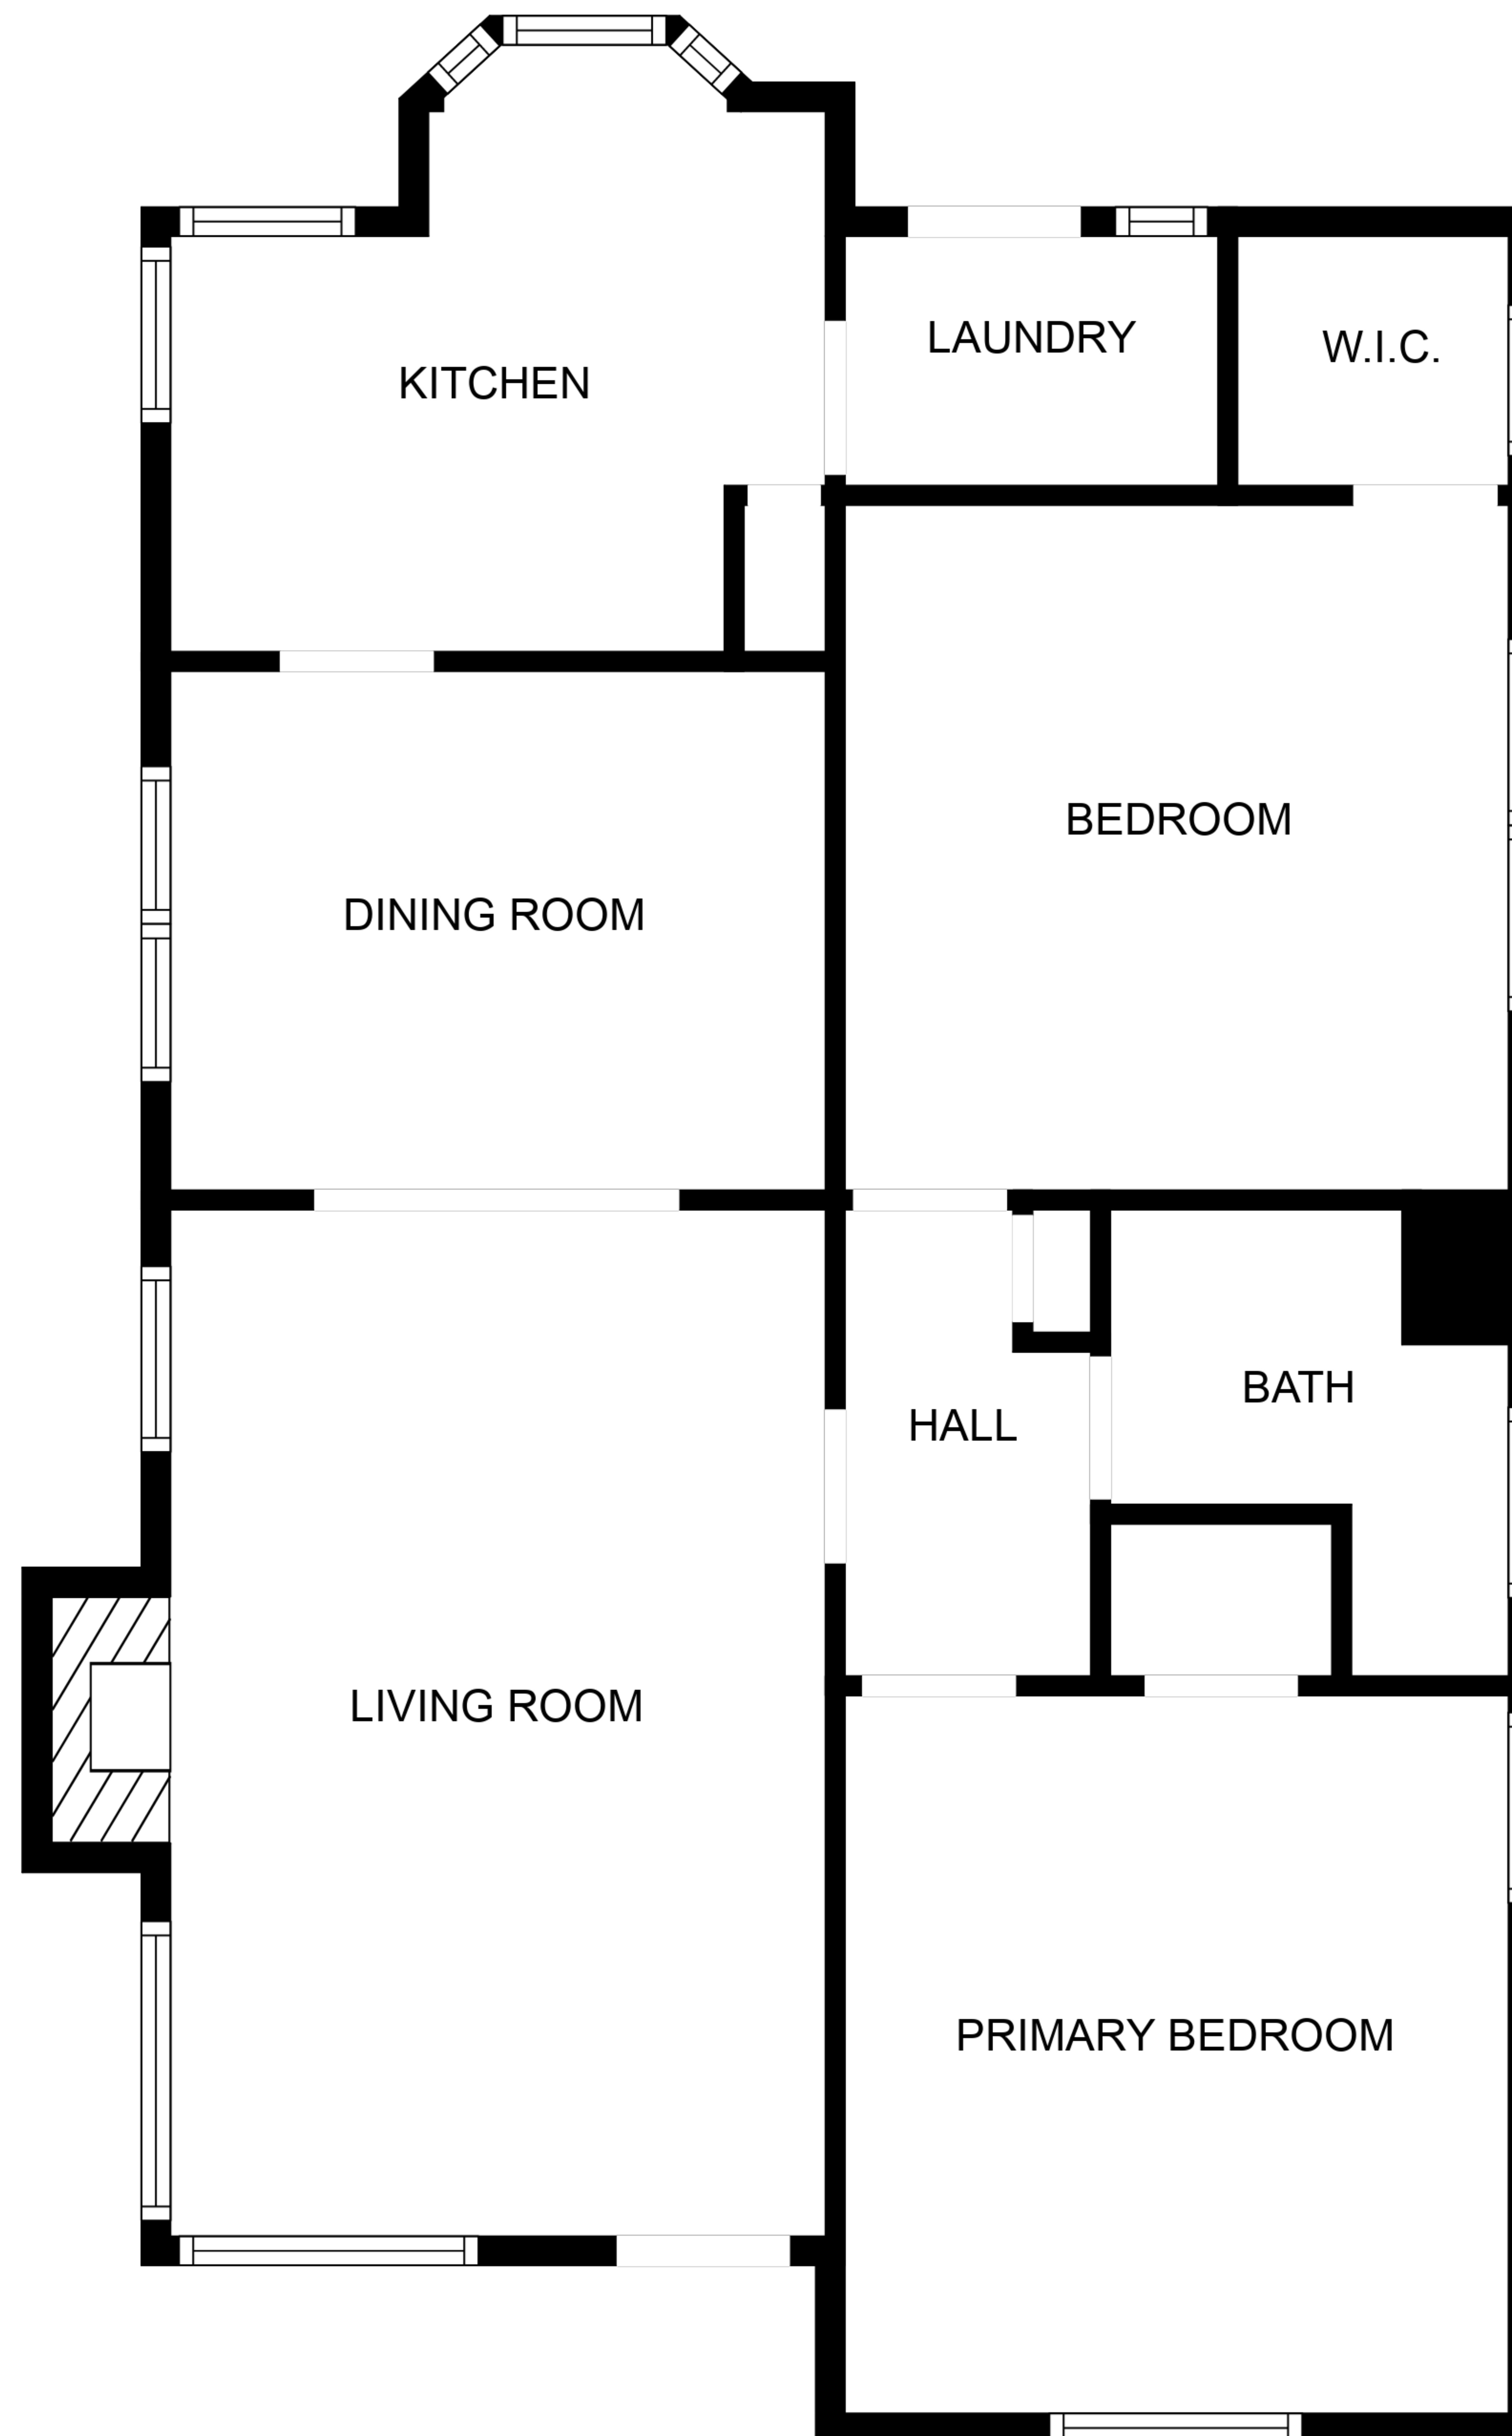 LAUNDRY
W.I.C.
KITCHEN
BEDROOM
DINING ROOM
BATH
HALL
LIVING ROOM
PRIMARY BEDROOM